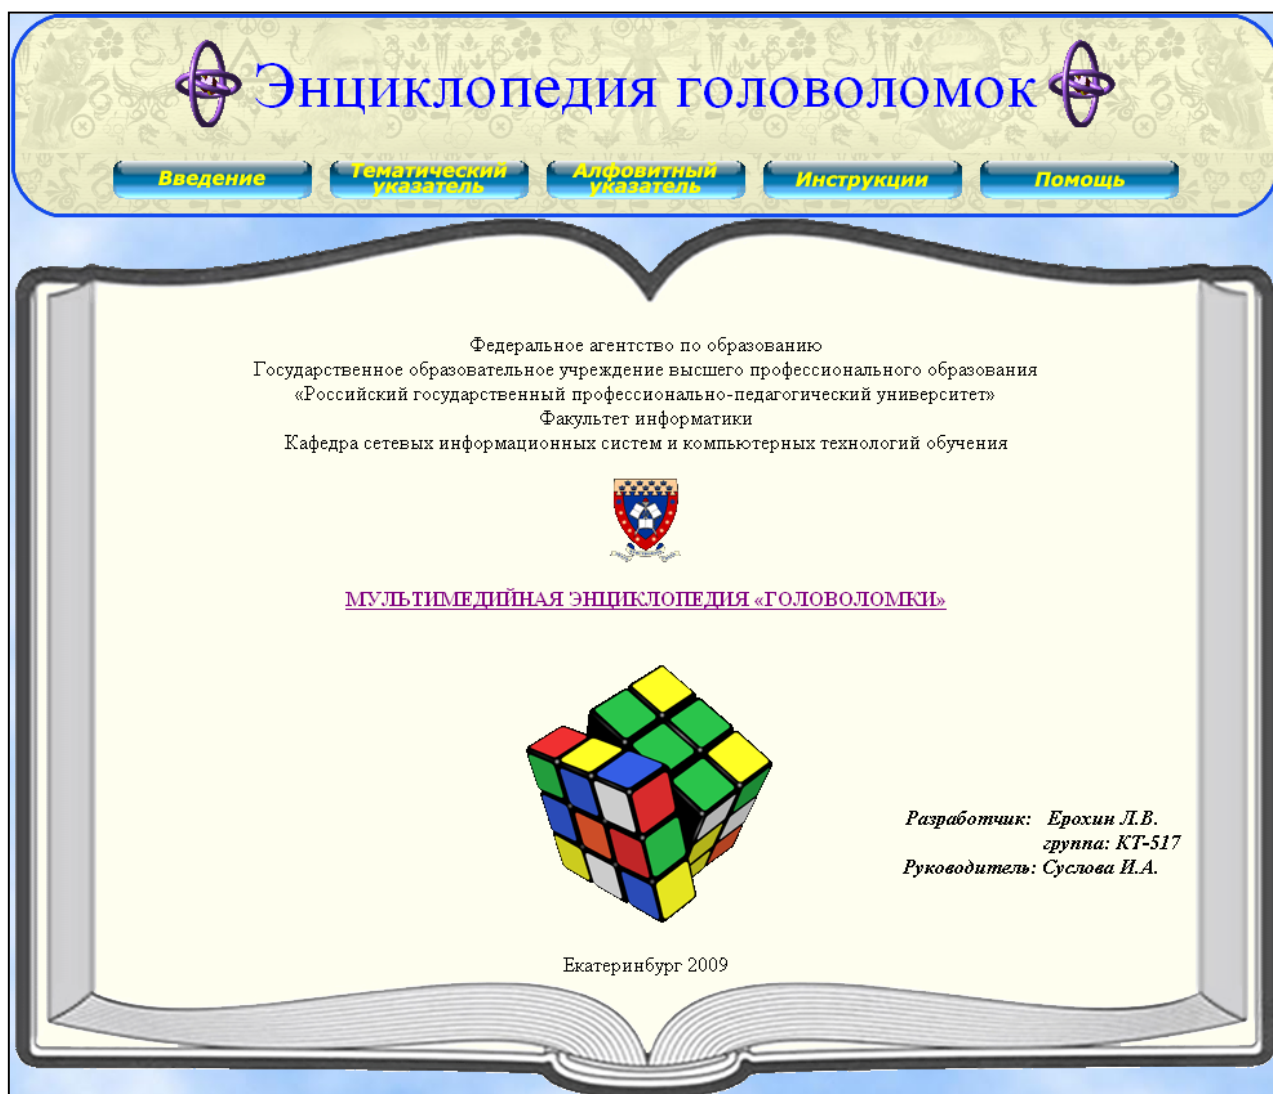 Энциклопедия головоломок
Введение
Тематический
указатель
Алфовитный
указатель
Инструкции
Помощь
Федеральное агентство по образованию
Государственное образовательное учреждение высшего профессионального образования
«Российский государственный профессионально-педагогический университет»
Факультет информатики
Кафедра сетевых информационных систем и компьютерных технологий обучения
МУЛЬТИМЕДИЙНАЯ ЭНЦИКЛОПЕДИЯ «ГОЛОВОЛОМКИ»
Разработчик: Ерохин Л.В.
группа: КТ-517
Руководитель: Суслова И.А.
Екатеринбург 2009